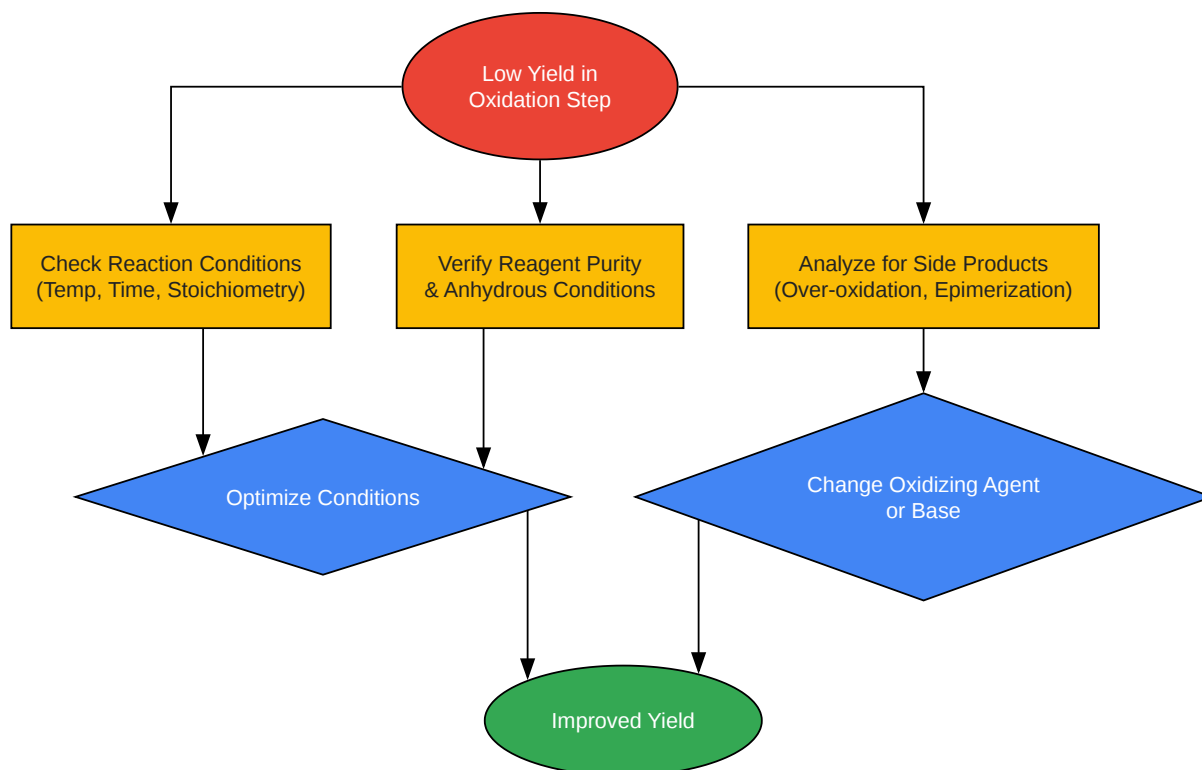 Low Yield in
Oxidation Step
Check Reaction Conditions
(Temp, Time, Stoichiometry)
Verify Reagent Purity
& Anhydrous Conditions
Analyze for Side Products
(Over-oxidation, Epimerization)
Optimize Conditions
Change Oxidizing Agent
or Base
Improved Yield